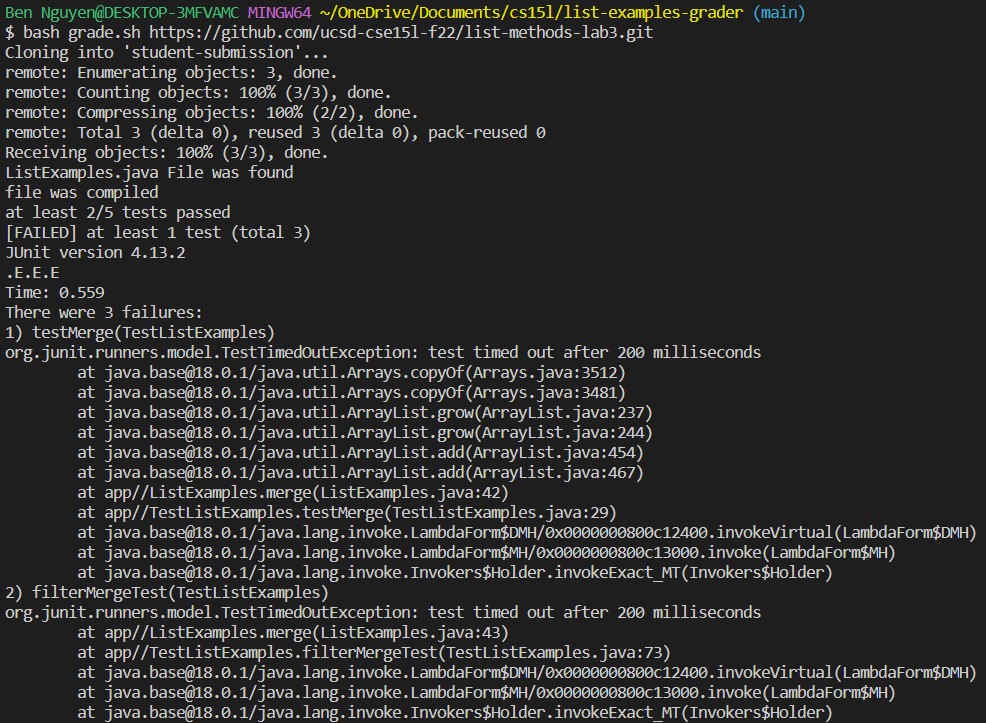 Ben Nguyen@DESKTOP-3MFVAMC MINGW64 ~/OneDrive/Documents/cs15l/list-examples-grader (main)
$ bash grade.sh https://github.com/ucsd-cse15l-f22/list-methods-lab3.git
Cloning into 'student-submission'...
remote: Enumerating objects: 3, done.
remote: Counting objects: 100% (3/3), done.
remote: Compressing objects: 100% (2/2), done.
remote: Total 3 (delta 0), reused 3 (delta 0), pack-reused 0
Receiving objects: 100% (3/3), done.
ListExamples.java File was found
file was compiled
at least 2/5 tests passed
[FAILED] at least 1 test (total 3)
JUnit version 4.13.2
.E.E.E
Time: 0.559
There were 3 failures:
1) testMerge(TestListExamples)
org.junit.runners.model.TestTimedOutException: test timed out after 200 milliseconds
        at java.base@18.0.1/java.util.Arrays.copyOf(Arrays.java:3512)
        at java.base@18.0.1/java.util.Arrays.copyOf(Arrays.java:3481)
        at java.base@18.0.1/java.util.ArrayList.grow(ArrayList.java:237)
        at java.base@18.0.1/java.util.ArrayList.grow(ArrayList.java:244)
        at java.base@18.0.1/java.util.ArrayList.add(ArrayList.java:454)
        at java.base@18.0.1/java.util.ArrayList.add(ArrayList.java:467)
        at app//ListExamples.merge(ListExamples.java:42)
        at app//TestListExamples.testMerge(TestListExamples.java:29)
        at java.base@18.0.1/java.lang.invoke.LambdaForm$DMH/0x0000000800c12400.invokeVirtual(LambdaForm$DMH)
        at java.base@18.0.1/java.lang.invoke.LambdaForm$MH/0x0000000800c13000.invoke(LambdaForm$MH)
        at java.base@18.0.1/java.lang.invoke.Invokers$Holder.invokeExact_MT(Invokers$Holder)
2) filterMergeTest(TestListExamples)
org.junit.runners.model.TestTimedOutException: test timed out after 200 milliseconds
        at app//ListExamples.merge(ListExamples.java:43)
        at app//TestListExamples.filterMergeTest(TestListExamples.java:73)
        at java.base@18.0.1/java.lang.invoke.LambdaForm$DMH/0x0000000800c12400.invokeVirtual(LambdaForm$DMH)
        at java.base@18.0.1/java.lang.invoke.LambdaForm$MH/0x0000000800c13000.invoke(LambdaForm$MH)
        at java.base@18.0.1/java.lang.invoke.Invokers$Holder.invokeExact_MT(Invokers$Holder)